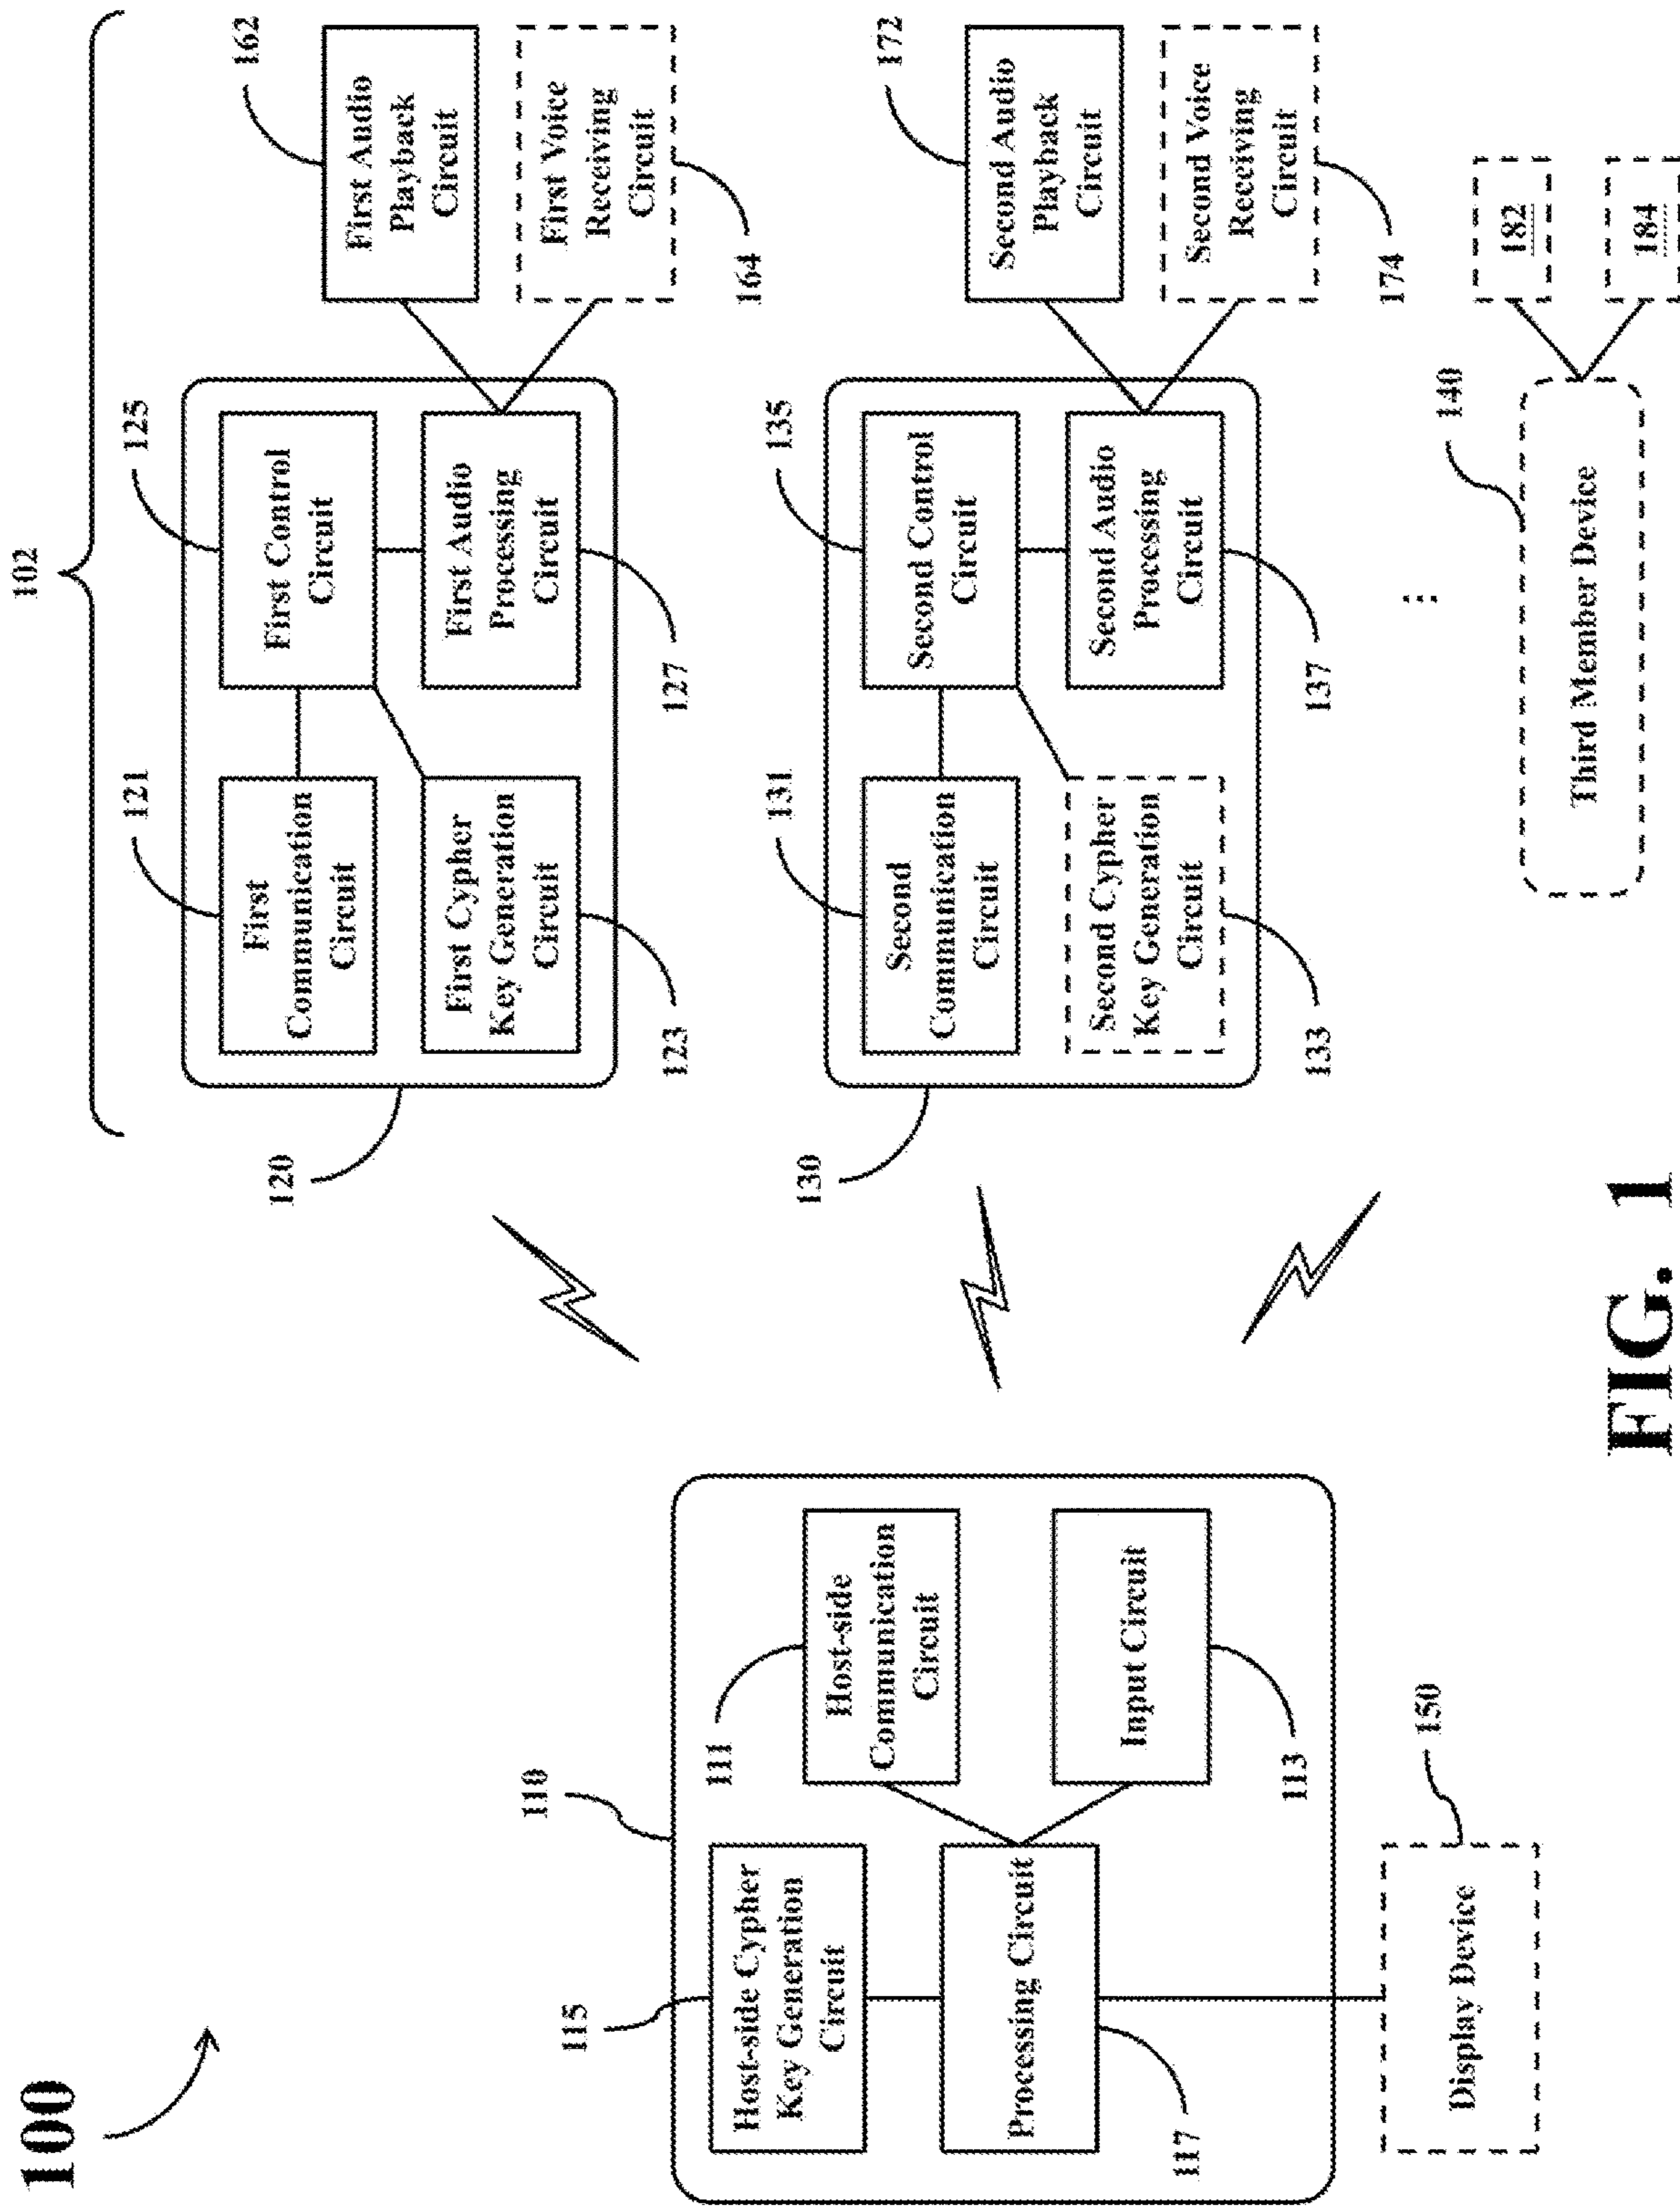 100
102
110
115
Host-side Cypher
Key Generation
Circuit
111
Host-side
Communication
Circuit
Processing Circuit
117
Input Circuit
113
Display Device
150
120
121
First
Communication
Circuit
125
First Control
Circuit
First Cypher
Key Generation
Circuit
123
First Audio
Processing
Circuit
127
162
First Audio
Playback
Circuit
First Voice
Receiving
Circuit
164
130
131
Second
Communication
Circuit
135
Second Control
Circuit
Second Cypher
Key Generation
Circuit
133
Second Audio
Processing
Circuit
137
172
Second Audio
Playback
Circuit
Second Voice
Receiving
Circuit
174
...
140
Third Member Device
182
184
FIG. 1